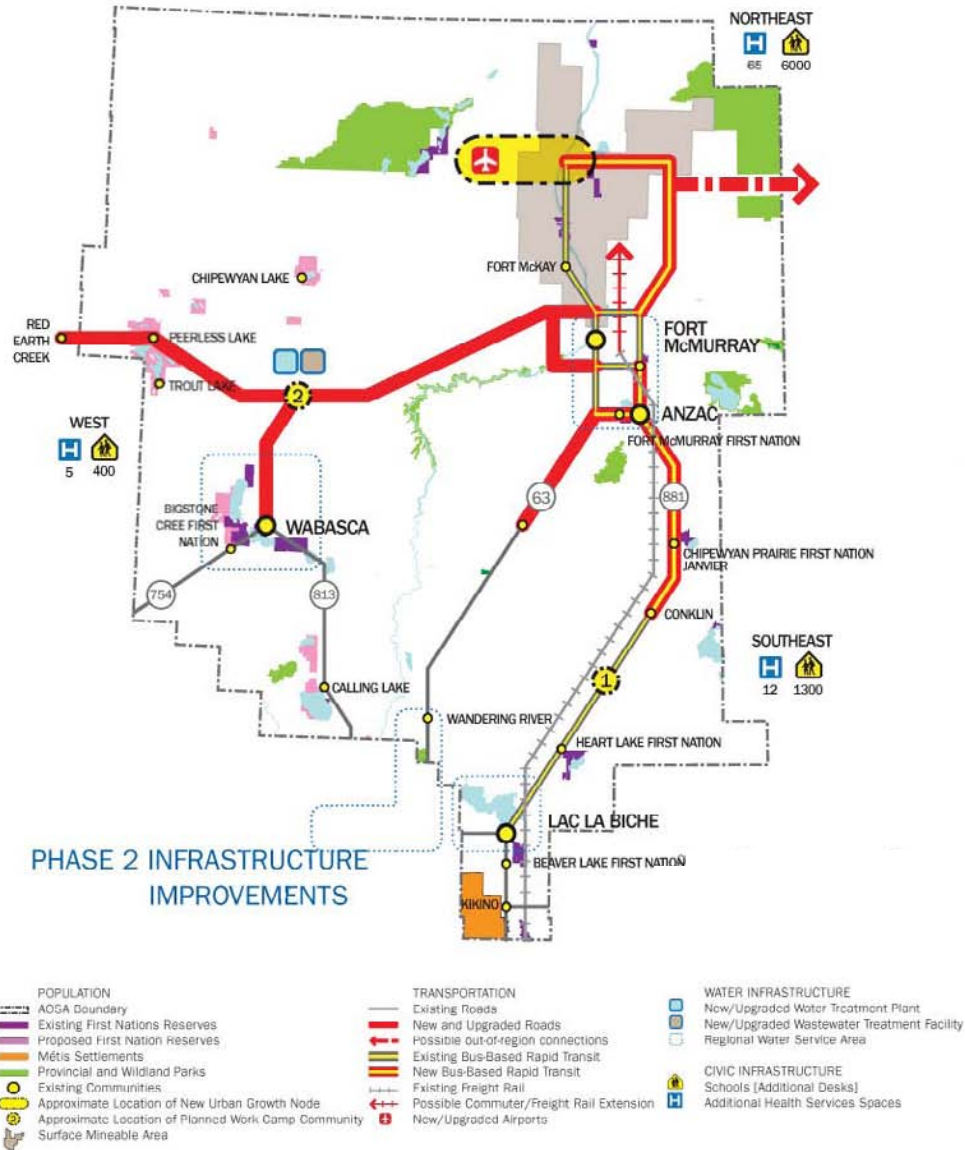 NORTHEAST
65 6000
CHIPEWYAN LAKE
FORT McKAY
RED
EARTH
CREEK
PEERLESS LAKE
TROUT LAKE
2
FORT
McMURRAY
ANZAC
FORT McMURRAY FIRST NATION
WEST
5 400
63
881
BIGSTONE
CREE FIRST
NATION
WABASCA
754
813
CHIPEWYAN PRAIRIE FIRST NATION
JANVIER
CONKLIN
SOUTHEAST
12 1300
1
CALLING LAKE
WANDERING RIVER
HEART LAKE FIRST NATION
LAC LA BICHE
BEAVER LAKE FIRST NATION
KIKINO
PHASE 2 INFRASTRUCTURE
IMPROVEMENTS
POPULATION
AOSA Boundary
Existing First Nations Reserves
Proposed First Nation Reserves
Métis Settlements
Provincial and Wildland Parks
Existing Communities
Approximate Location of New Urban Growth Node
2 Approximate Location of Planned Work Camp Community
Surface Mineable Area
TRANSPORTATION
Existing Roads
New and Upgraded Roads
Possible out-of-region connections
Existing Bus-Based Rapid Transit
New Bus-Based Rapid Transit
Existing Freight Rail
Possible Commuter/Freight Rail Extension
New/Upgraded Airports
WATER INFRASTRUCTURE
New/Upgraded Water Treatment Plant
New/Upgraded Wastewater Treatment Facility
Regional Water Service Area
CIVIC INFRASTRUCTURE
Schools [Additional Desks]
H Additional Health Services Spaces